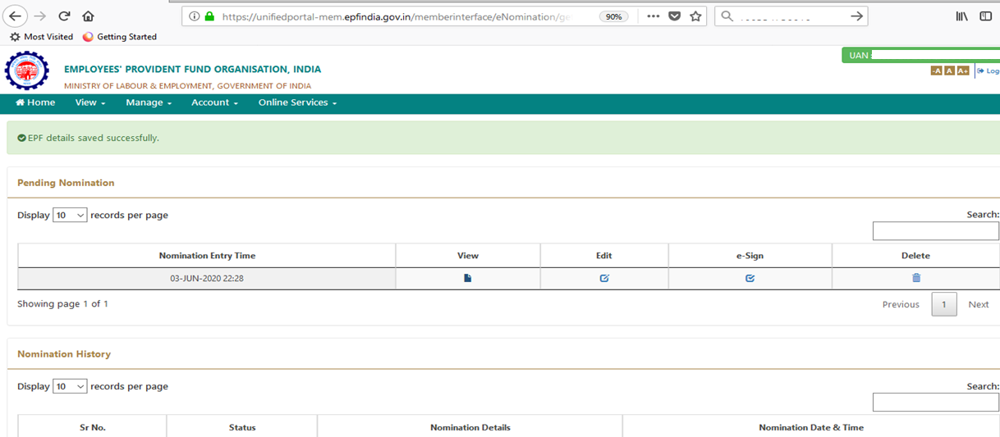 https://unifiedportal-mem.epfindia.gov.in/memberinterface/eNomination/ge
90%
Most Visited Getting Started
UAN :
EMPLOYEES' PROVIDENT FUND ORGANISATION, INDIA
-A A A+ Log
MINISTRY OF LABOUR & EMPLOYMENT, GOVERNMENT OF INDIA
Home View Manage Account Online Services
EPF details saved successfully.
Pending Nomination
Display 10 records per page Search:
Nomination Entry Time View Edit e-Sign Delete
03-JUN-2020 22:28
Showing page 1 of 1 Previous 1 Next
Nomination History
Display 10 records per page Search:
Sr No. Status Nomination Details Nomination Date & Time